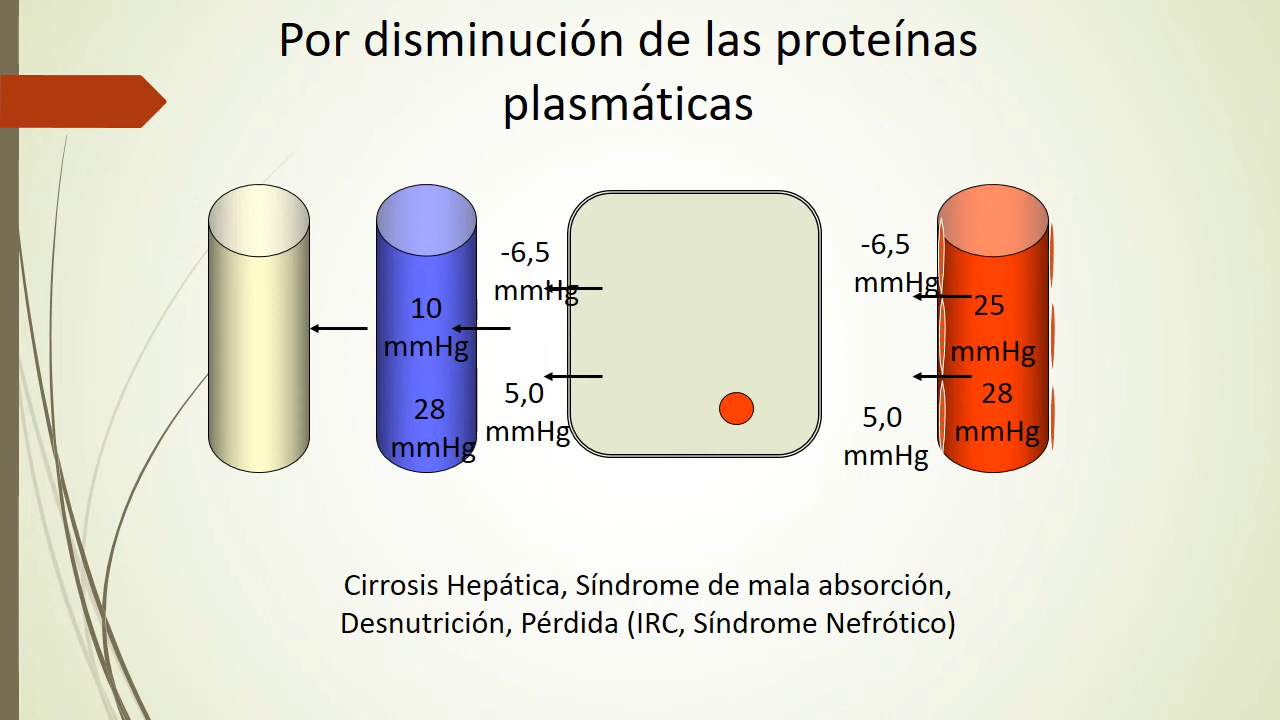 Por disminución de las proteínas
plasmáticas
-6,5
mmHg
10
mmHg
28
mmHg
5,0
mmHg
-6,5
mmHg
25
mmHg
28
mmHg
5,0
mmHg
Cirrosis Hepática, Síndrome de mala absorción,
Desnutrición, Pérdida (IRC, Síndrome Nefrótico)